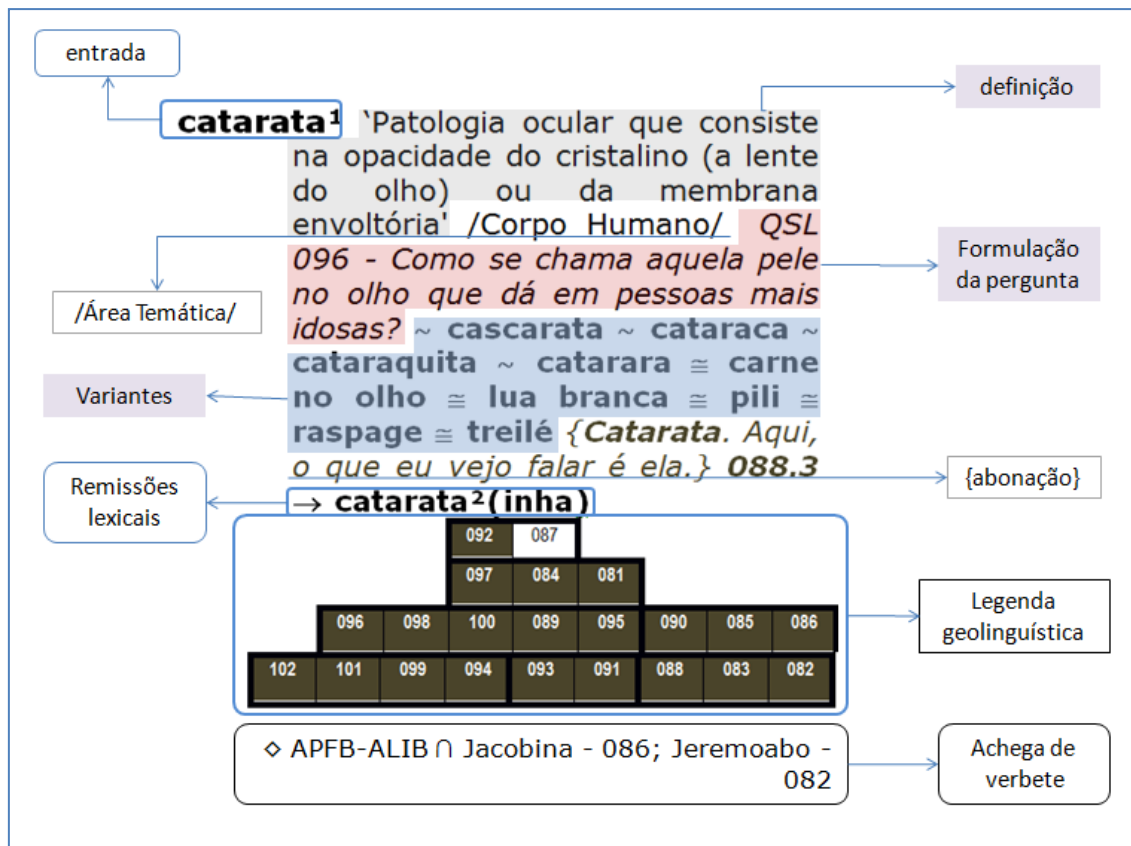 entrada
definição
catarata¹ ‘Patologia ocular que consiste
na opacidade do cristalino (a lente
do olho) ou da membrana
envoltória' /Corpo Humano/ QSL
096 - Como se chama aquela pele
no olho que dá em pessoas mais
idosas? ~ cascarata ~ cataraca ~
cataraquita ~ catarara ≅ carne
no olho ≅ lua branca ≅ pili ≅
raspage ≅ treilé {Catarata. Aqui,
o que eu vejo falar é ela.} 088.3
→ catarata²(inha)
Formulação
da pergunta
/Área Temática/
Variantes
{abonação}
Remissões
lexicais
092 087
097 084 081
096 098 100 089 095 090 085 086
102 101 099 094 093 091 088 083 082
Legenda
geolinguística
◇ APFB-ALIB ∩ Jacobina - 086; Jeremoabo -
082
Achega de
verbete